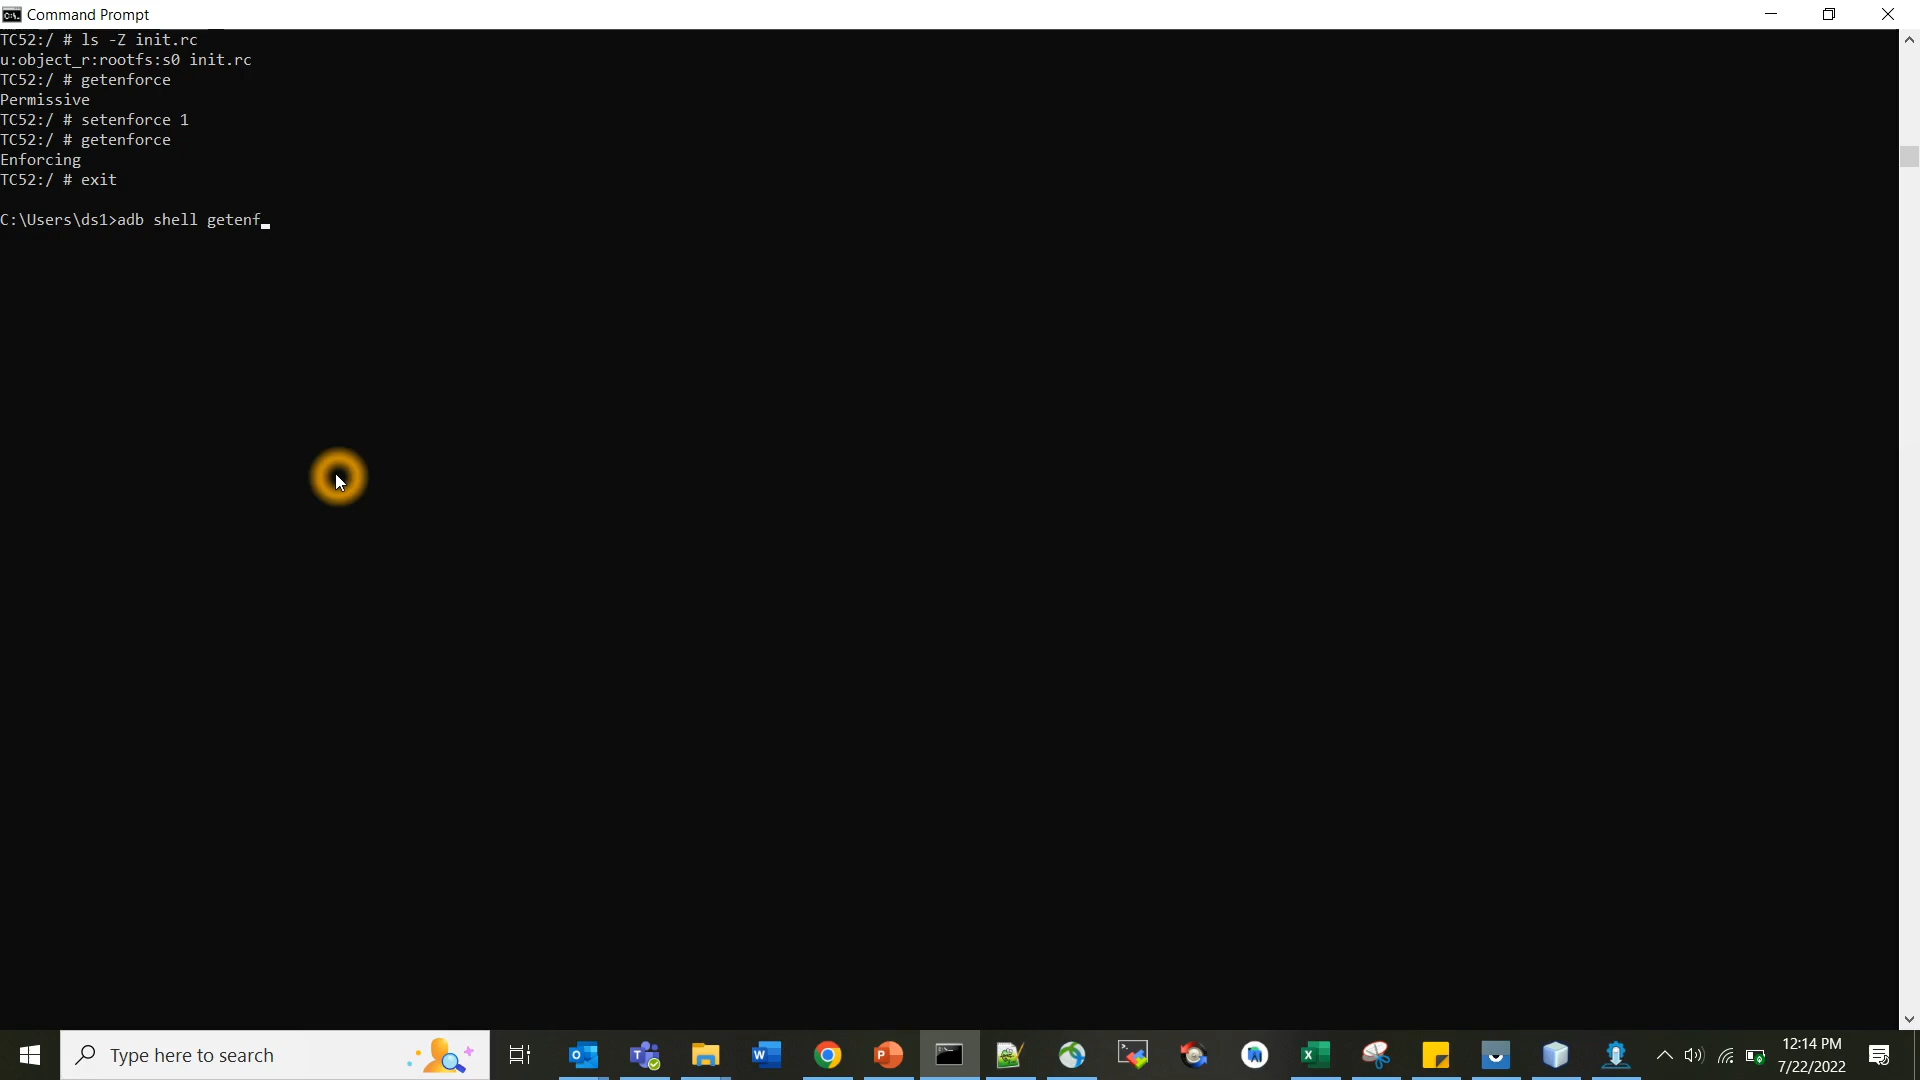 Command Prompt
TC52:/ # ls -Z init.rc
u:object_r:rootfs:s0 init.rc
TC52:/ # getenforce
Permissive
TC52:/ # setenforce 1
TC52:/ # getenforce
Enforcing
TC52:/ # exit
C:\Users\ds1>adb shell getenf_
Type here to search
12:14 PM
7/22/2022